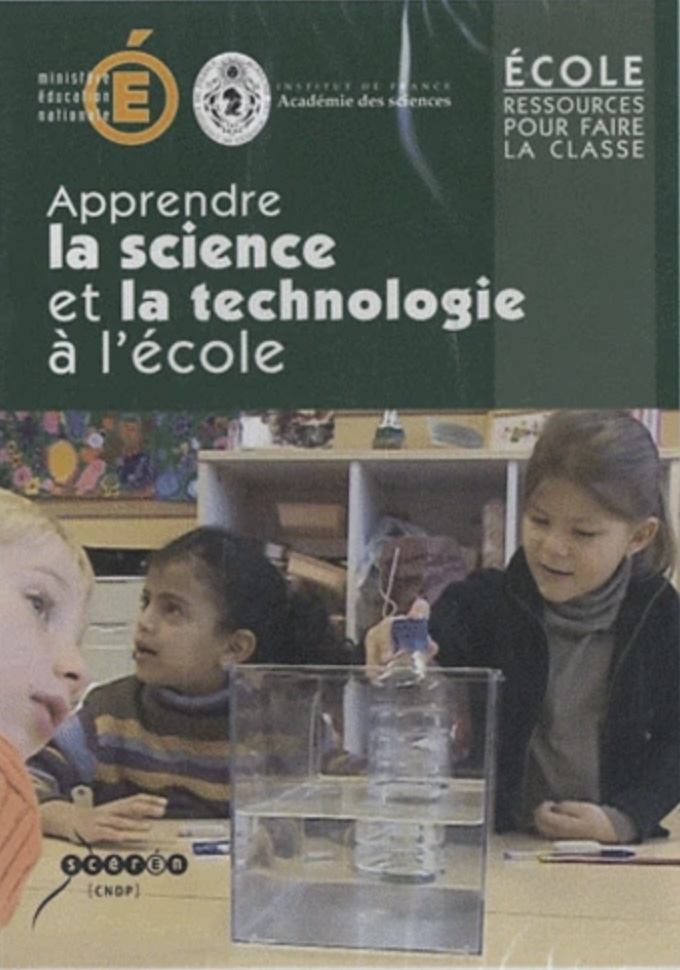 ministère
éducation
nationale
É
INSTITUT DE FRANCE
Académie des sciences
ÉCOLE
RESSOURCES
POUR FAIRE
LA CLASSE
Apprendre
la science
et la technologie
à l'école
scérÉn
[CNDP]